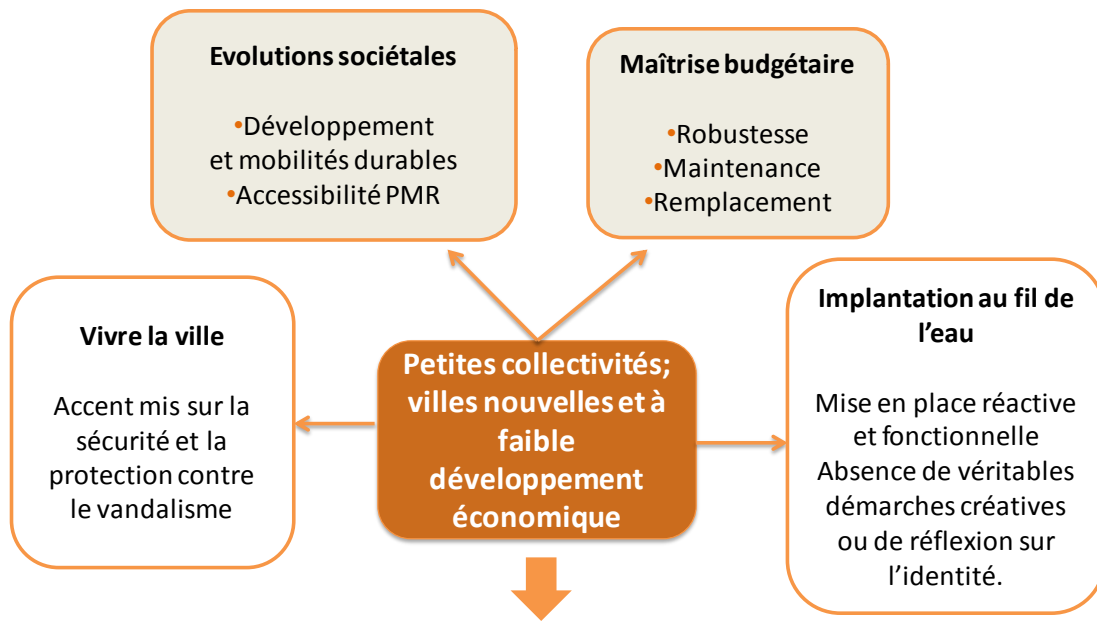 Evolutions sociétales
•Développement
et mobilités durables
•Accessibilité PMR
Maîtrise budgétaire
•Robustesse
•Maintenance
•Remplacement
Vivre la ville
Accent mis sur la
sécurité et la
protection contre
le vandalisme
Petites collectivités;
villes nouvelles et à
faible
développement
économique
Implantation au fil de
l’eau
Mise en place réactive
et fonctionnelle
Absence de véritables
démarches créatives
ou de réflexion sur
l’identité.